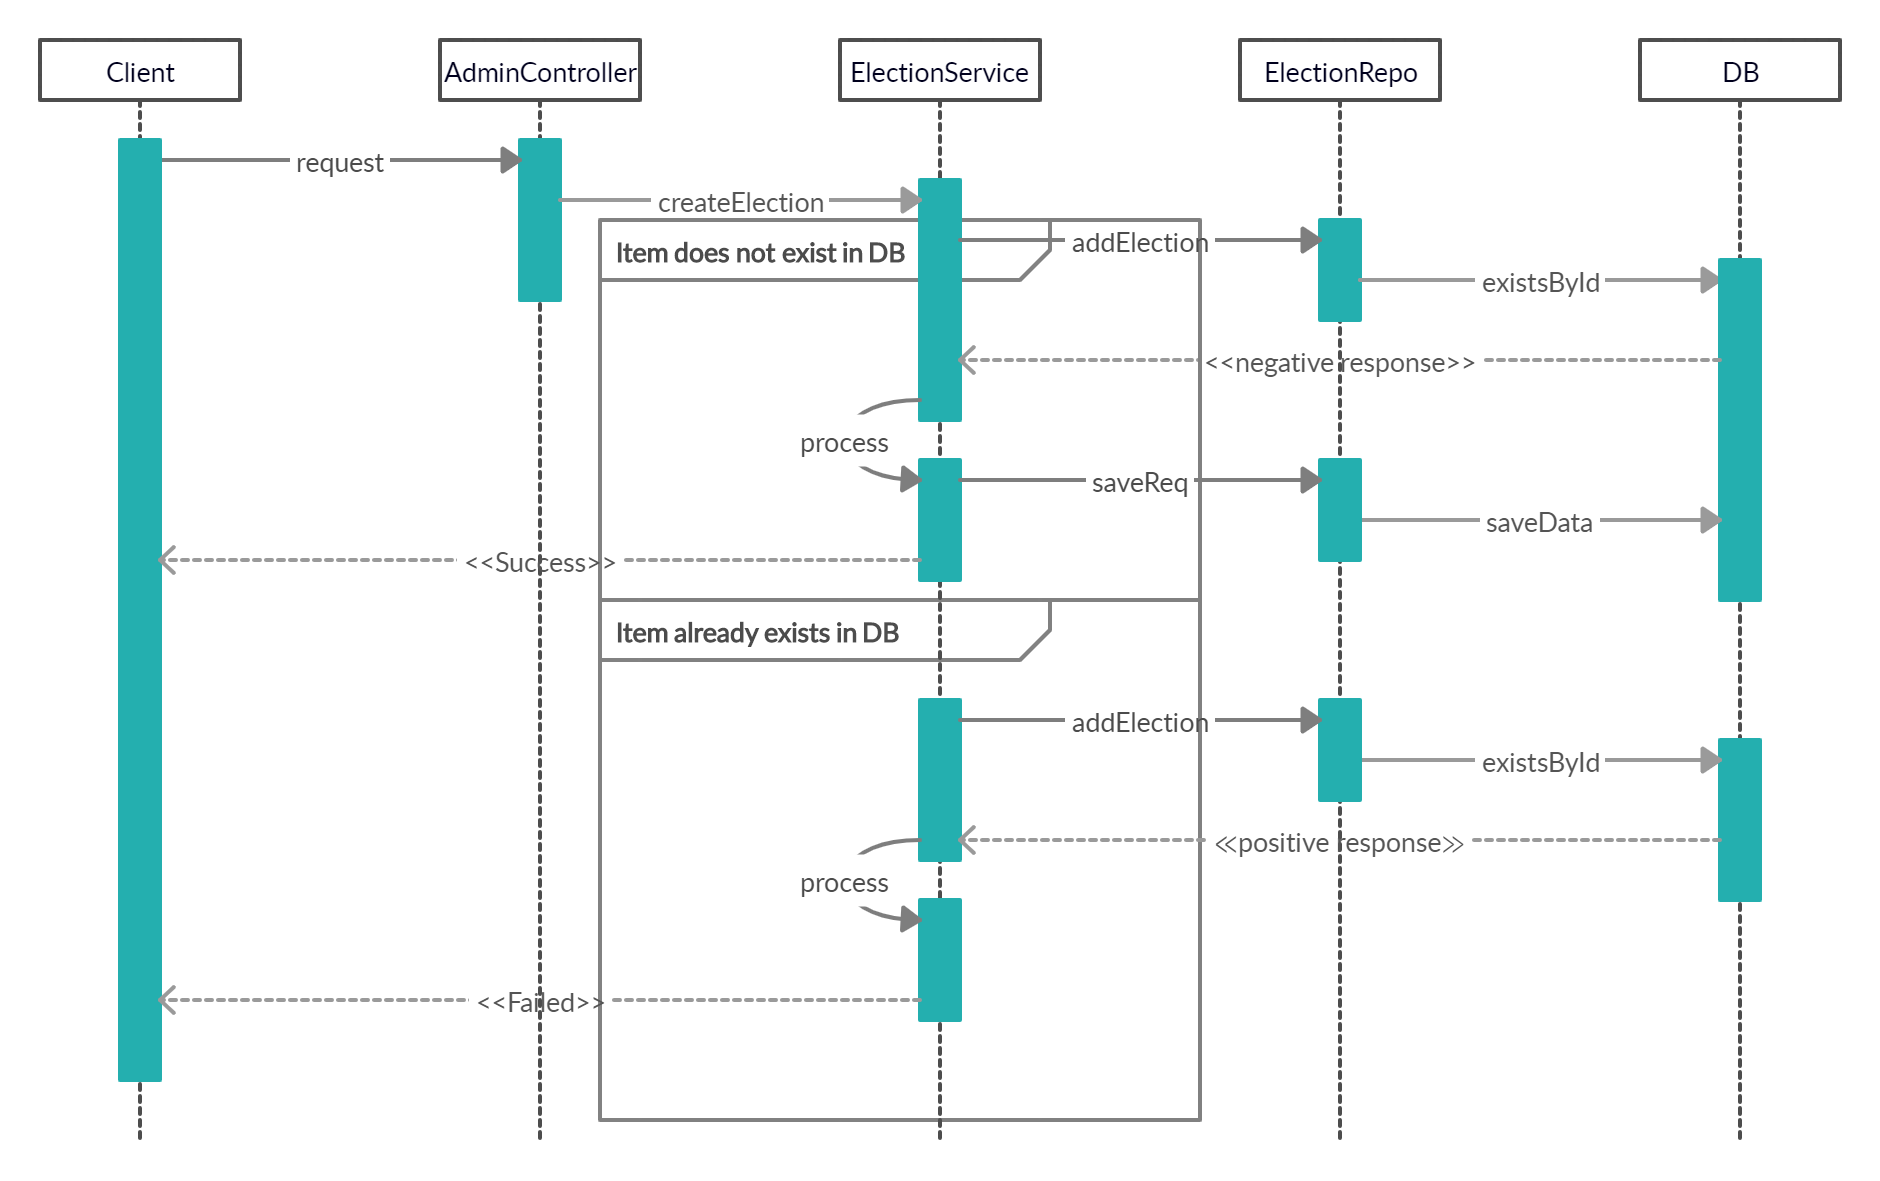 Client
AdminController
ElectionService
ElectionRepo
DB
request
createElection
Item does not exist in DB
addElection
existsById
<<negative response>>
process
saveReq
saveData
<<Success>>
Item already exists in DB
addElection
existsById
<<positive response>>
process
<<Failed>>